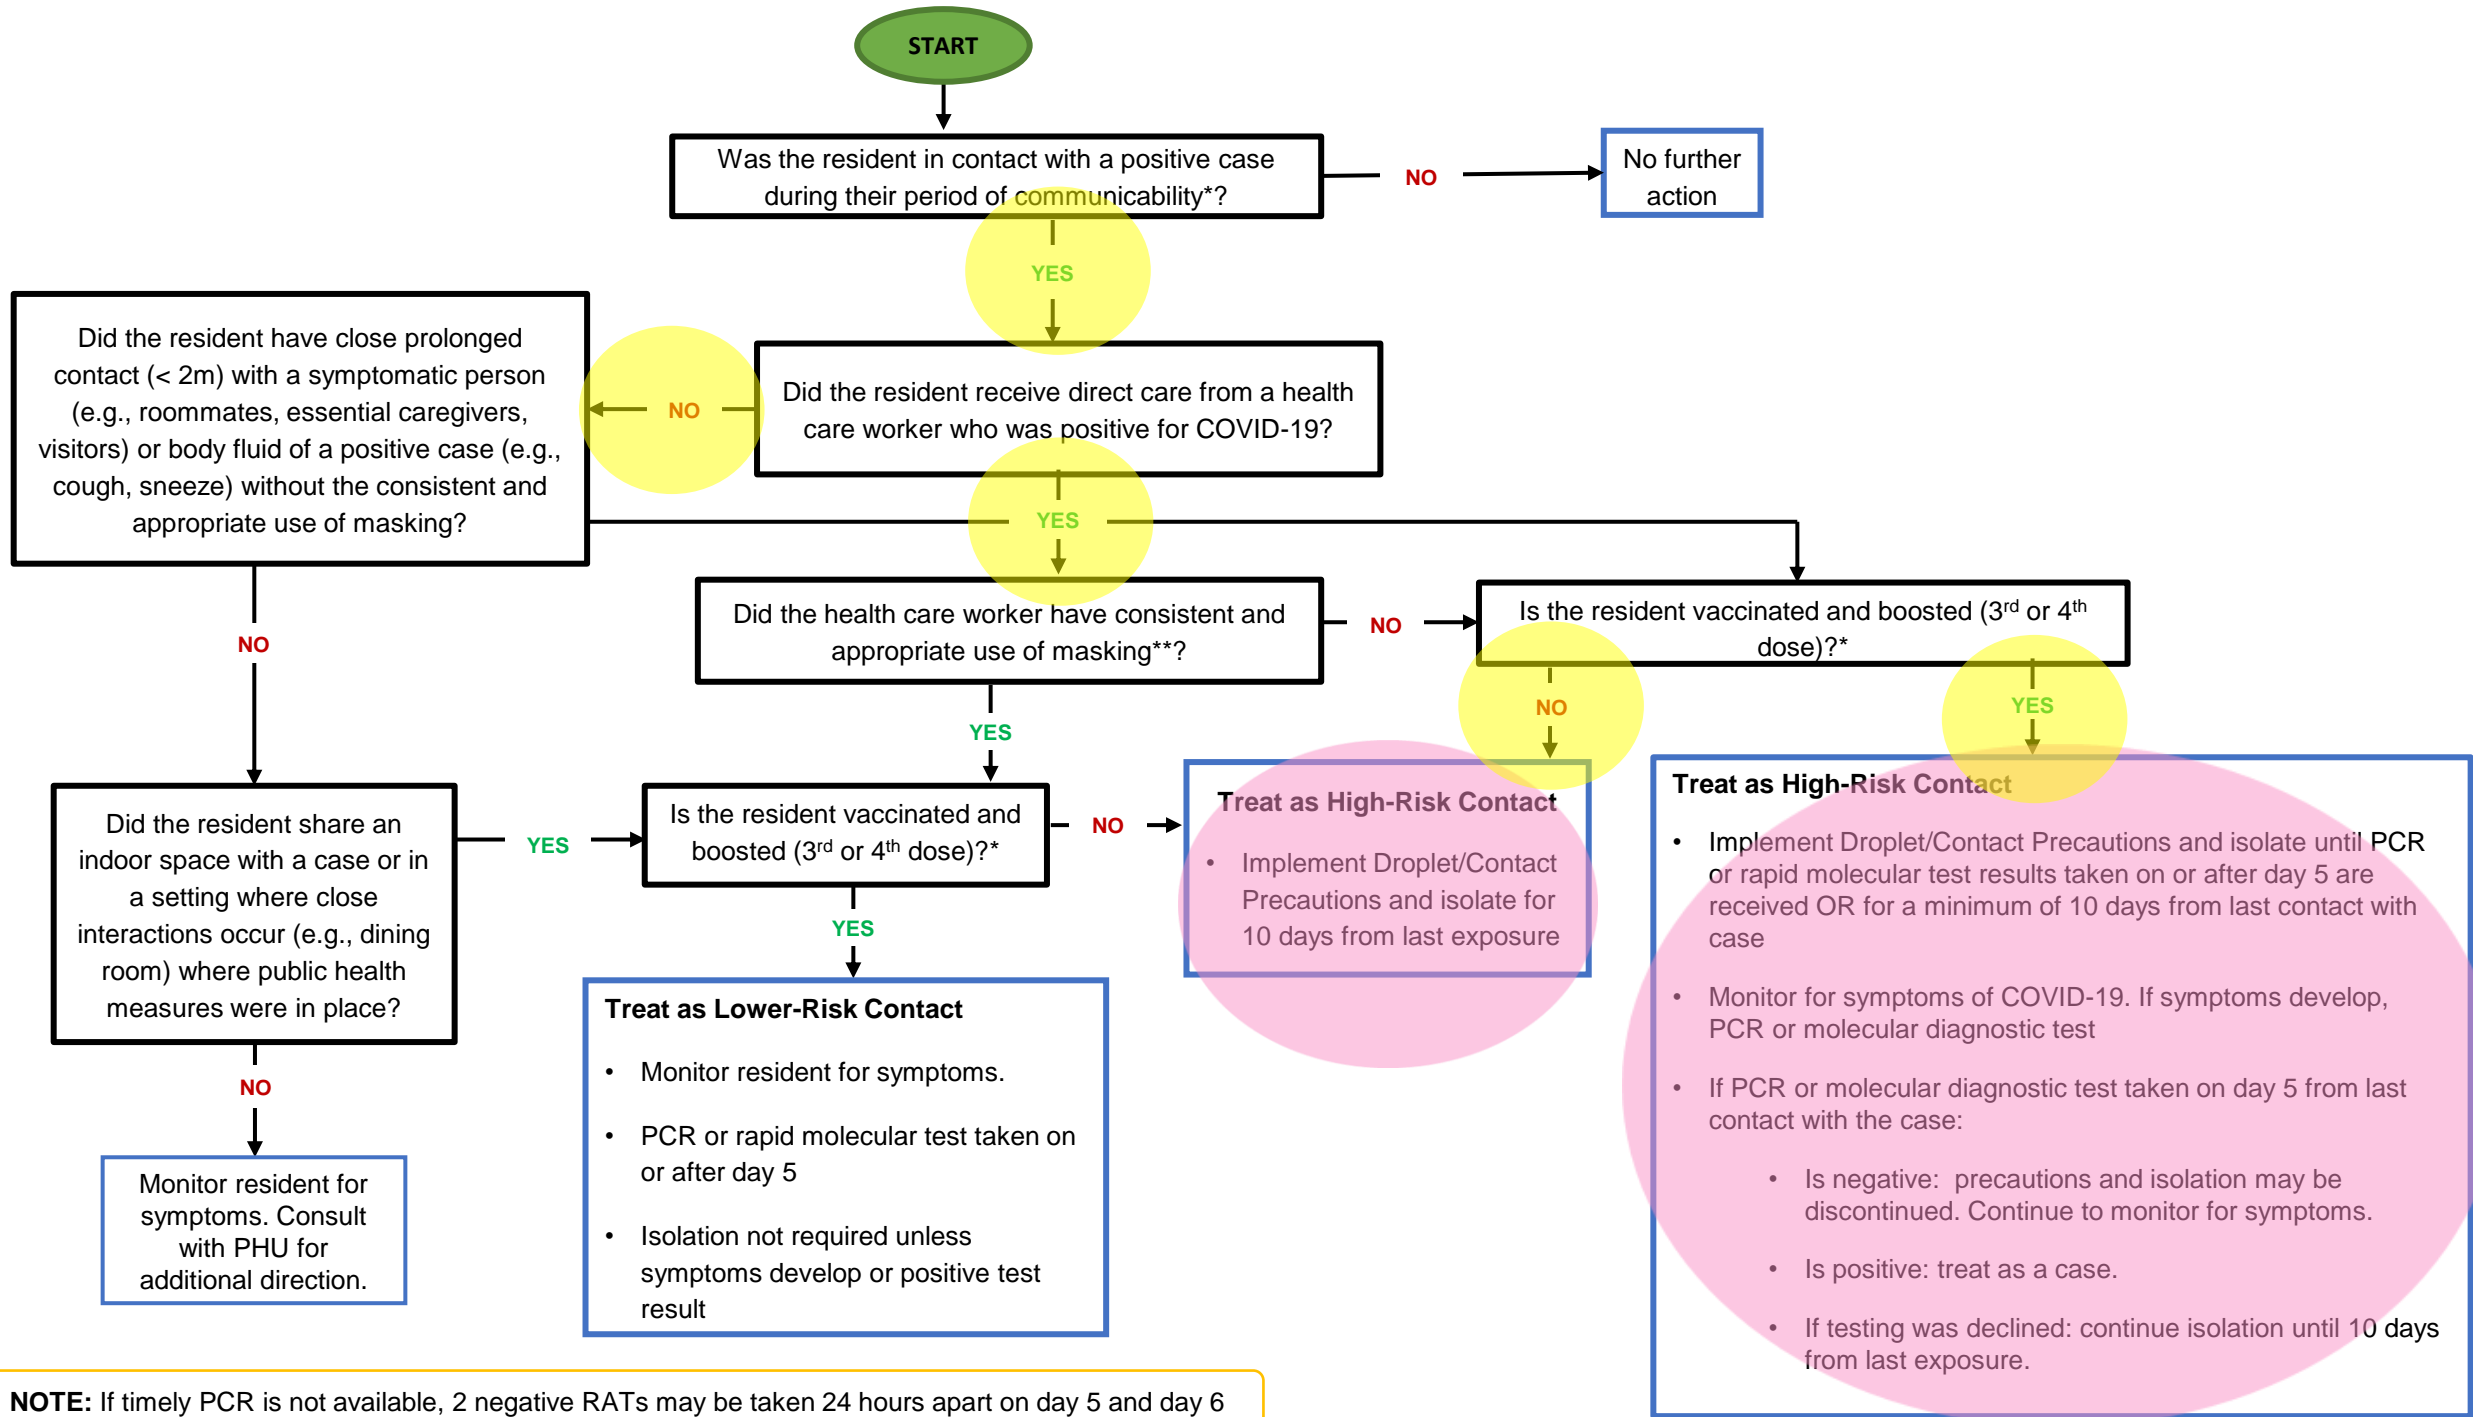 START
Was the resident in contact with a positive case
during their period of communicability*?
NO
No further
action
YES
Did the resident have close prolonged
contact (< 2m) with a symptomatic person
(e.g., roommates, essential caregivers,
visitors) or body fluid of a positive case (e.g.,
cough, sneeze) without the consistent and
appropriate use of masking?
NO
Did the resident receive direct care from a health
care worker who was positive for COVID-19?
YES
Did the health care worker have consistent and
appropriate use of masking**?
NO
Is the resident vaccinated and boosted (3rd or 4th
dose)?*
NO
YES
NO
YES
Did the resident share an
indoor space with a case or in
a setting where close
interactions occur (e.g., dining
room) where public health
measures were in place?
YES
Is the resident vaccinated and
boosted (3rd or 4th dose)?*
NO
Treat as High-Risk Contact
• Implement Droplet/Contact
Precautions and isolate for
10 days from last exposure
Treat as High-Risk Contact
• Implement Droplet/Contact Precautions and isolate until PCR
or rapid molecular test results taken on or after day 5 are
received OR for a minimum of 10 days from last contact with
case
• Monitor for symptoms of COVID-19. If symptoms develop,
PCR or molecular diagnostic test
• If PCR or molecular diagnostic test taken on day 5 from last
contact with the case:
• Is negative: precautions and isolation may be
discontinued. Continue to monitor for symptoms.
• Is positive: treat as a case.
• If testing was declined: continue isolation until 10 days
from last exposure.
YES
Treat as Lower-Risk Contact
• Monitor resident for symptoms.
• PCR or rapid molecular test taken on
or after day 5
• Isolation not required unless
symptoms develop or positive test
result
NO
Monitor resident for
symptoms. Consult
with PHU for
additional direction.
NOTE: If timely PCR is not available, 2 negative RATs may be taken 24 hours apart on day 5 and day 6